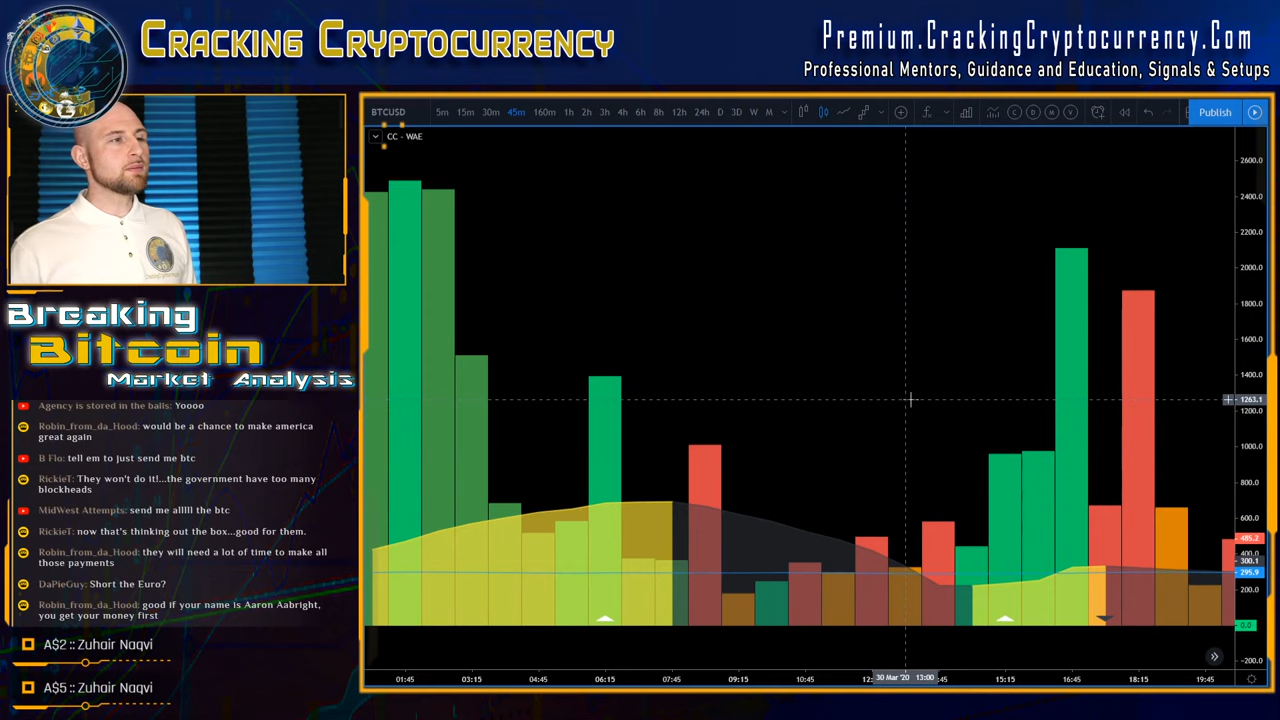 Cracking Cryptocurrency
Premium.CrackingCryptocurrency.Com
Professional Mentors, Guidance and Education, Signals & Setups
BTCUSD 5m 15m 30m 45m 160m 1h 2h 3h 4h 6h 8h 12h 24h D 3D W M Publish
CC - WAE
Breaking
Bitcoin
Market Analysis
Agency is stored in the balls: Yoooo
Robin_from_da_Hood: would be a chance to make america
great again
B Flo: tell em to just send me btc
RickieT: They won't do it!...the government have too many
blockheads
MidWest Attempts: send me alllll the btc
RickieT: now that's thinking out the box...good for them.
Robin_from_da_Hood: they will need a lot of time to make all
those payments
DaPieGuy: Short the Euro?
Robin_from_da_Hood: good if your name is Aaron Aabright,
you get your money first
A$2 :: Zuhair Naqvi
A$5 :: Zuhair Naqvi
2600.0
2400.0
2200.0
2000.0
1800.0
1600.0
1400.0
1263.1
1200.0
1000.0
800.0
600.0
485.2
400.0
300.1
295.9
200.0
0.0
-200.0
01:45 03:15 04:45 06:15 07:45 09:15 10:45 30 Mar '20 13:00 15:15 16:45 18:15 19:45